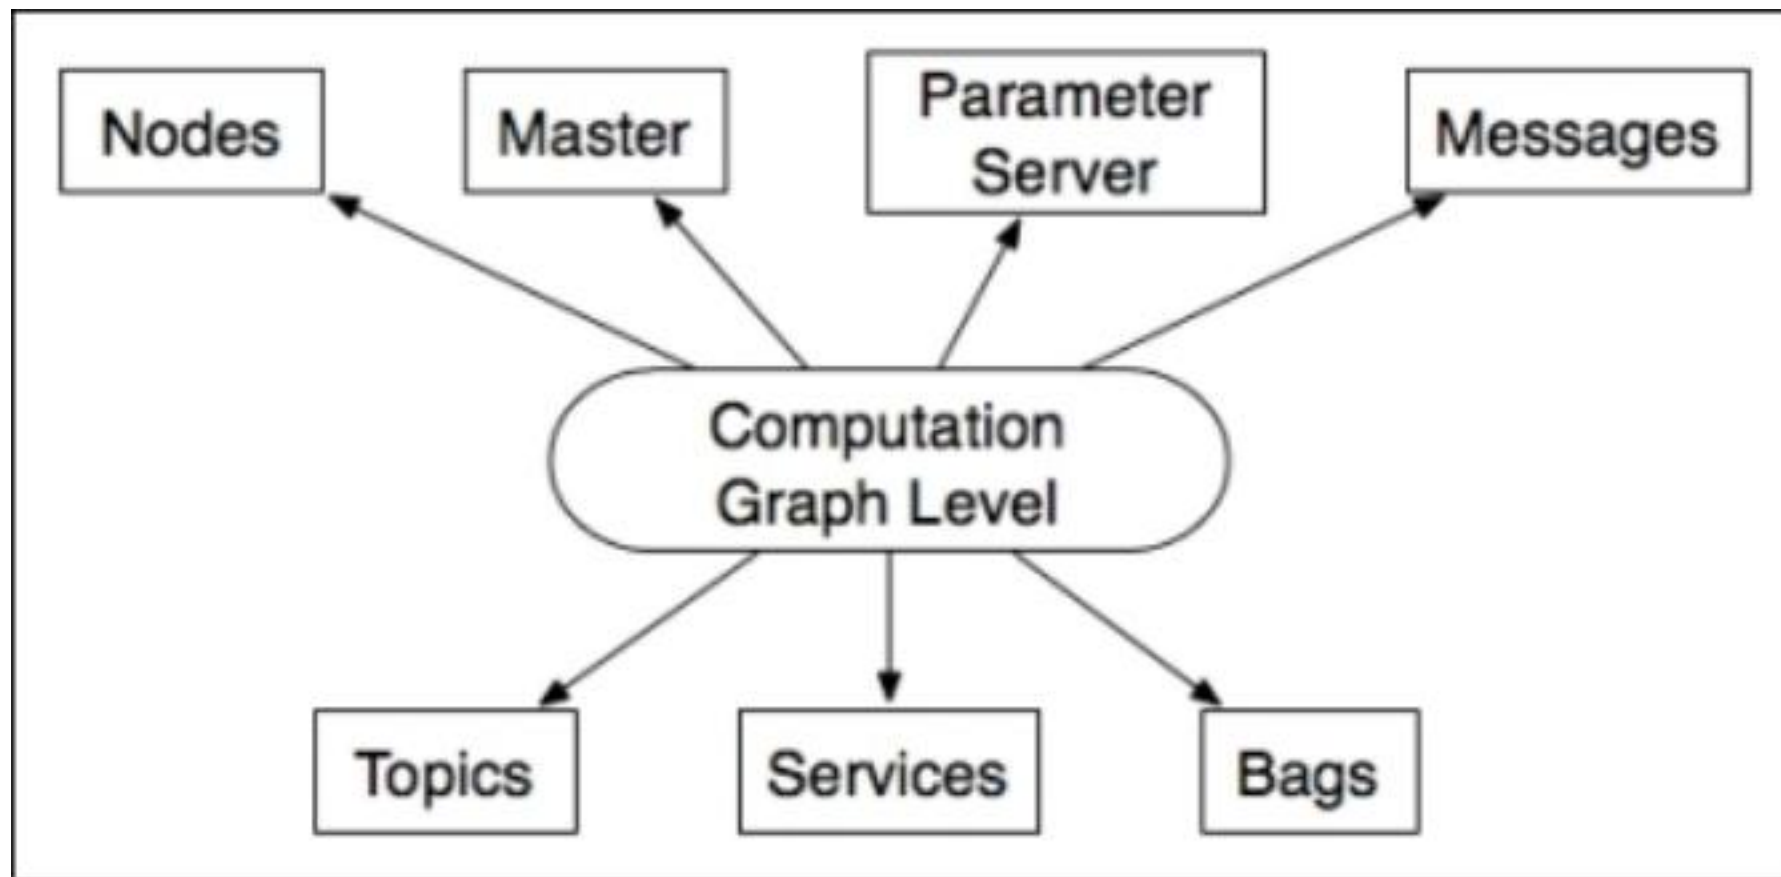 Nodes
Master
Parameter
Server
Messages
Computation
Graph Level
Topics
Services
Bags